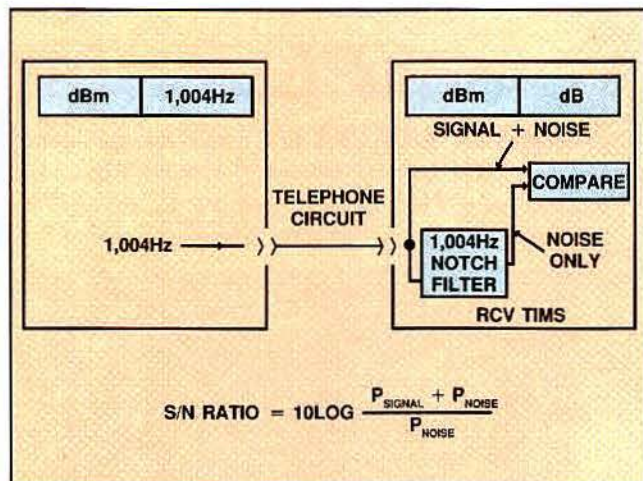 dBm 1,004Hz
dBm dB
SIGNAL + NOISE
COMPARE
TELEPHONE
CIRCUIT
1,004Hz
1,004Hz
NOTCH
FILTER
NOISE
ONLY
RCV TIMS
S/N RATIO = 10LOG P_SIGNAL + P_NOISE
P_NOISE